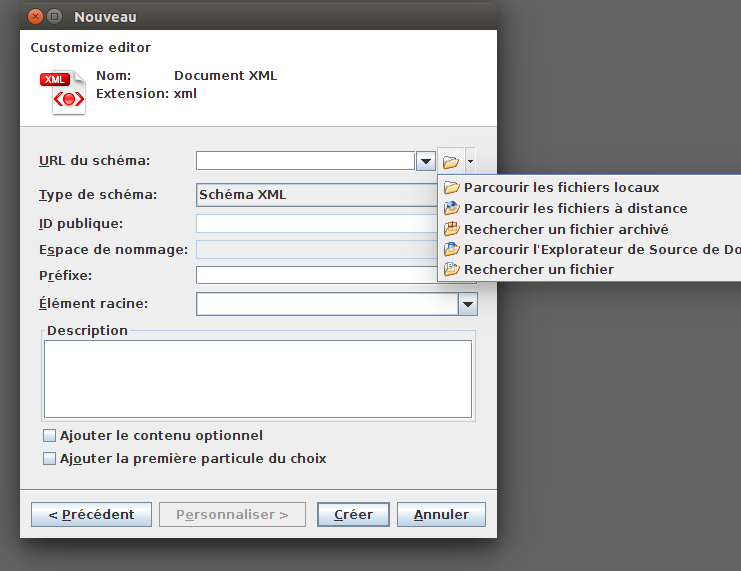 Nouveau
Customize editor
XML
Nom: Document XML
Extension: xml
URL du schéma:
Parcourir les fichiers locaux
Type de schéma: Schéma XML
Parcourir les fichiers à distance
ID publique:
Rechercher un fichier archivé
Espace de nommage:
Parcourir l'Explorateur de Source de Do
Préfixe:
Rechercher un fichier
Élément racine:
Description
Ajouter le contenu optionnel
Ajouter la première particule du choix
< Précédent Personnaliser > Créer Annuler